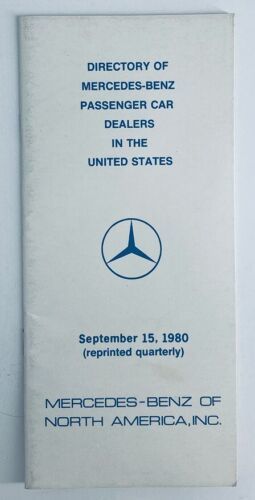 DIRECTORY OF
MERCEDES-BENZ
PASSENGER CAR
DEALERS
IN THE
UNITED STATES
September 15, 1980
(reprinted quarterly)
MERCEDES-BENZ OF
NORTH AMERICA, INC.